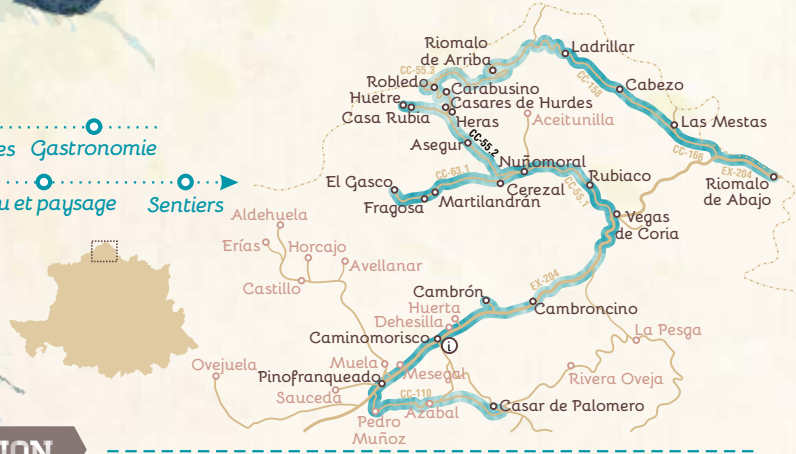 es Gastronomie
u et paysage Sentiers
Riomalo
de Arriba
Ladrillar
CC-55.3
Robledo
Carabusino
CC-158
Cabezo
Huetre
Casares de Hurdes
Casa Rubia
Heras
Aceitunilla
Las Mestas
CC-55.2
Asegur
CC-166
Nuñomoral
EX-204
CC-63.1
El Gasco
Cerezal
CC-55.1
Rubiaco
Riomalo
de Abajo
Martilandrán
Fragosa
Aldehuela
Vegas
de Coria
Erías
Horcajo
Avellanar
Castillo
EX-204
Cambrón
Huerta
Cambroncino
Dehesilla
Caminomorisco
i
La Pesga
Ovejuela
Muela
Mesegal
Pinofranqueado
Rivera Oveja
Sauceda
CC-110
Azabal
Casar de Palomero
Pedro
Muñoz
ION